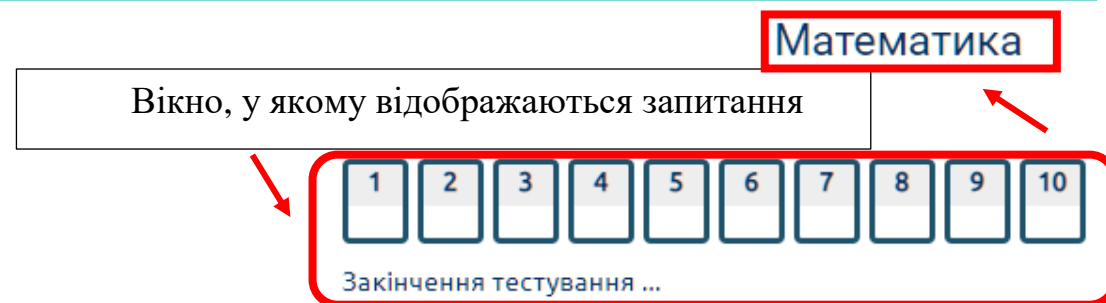 Математика
Вікно, у якому відображаються запитання
1 2 3 4 5 6 7 8 9 10
Закінчення тестування ...